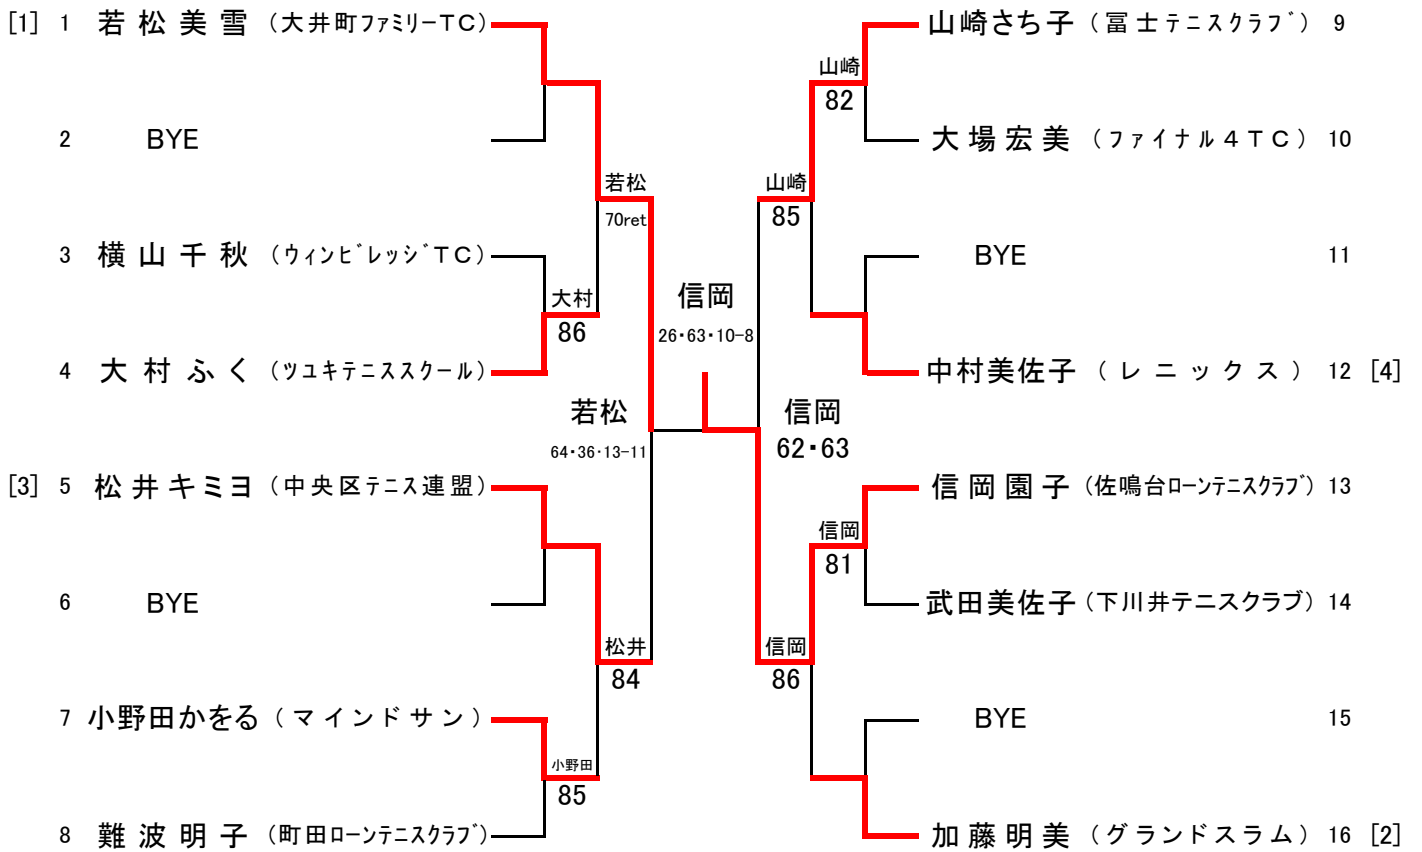 [1] 1 若松美雪 (大井町ファミリーTC)
山崎さち子 (冨士テニスクラブ) 9
山崎
82
2 BYE
大場宏美 (ファイナル4TC) 10
若松
70ret
山崎
85
3 横山千秋 (ウィンビレッジTC)
BYE 11
大村
86
信岡
26・63・10-8
4 大村ふく (ツユキテニススクール)
中村美佐子 (レニックス) 12 [4]
若松
64・36・13-11
信岡
62・63
[3] 5 松井キミヨ (中央区テニス連盟)
信岡園子 (佐鳴台ローンテニスクラブ) 13
信岡
81
6 BYE
武田美佐子 (下川井テニスクラブ) 14
松井
84
信岡
86
7 小野田かをる (マインドサン)
BYE 15
小野田
85
8 難波明子 (町田ローンテニスクラブ)
加藤明美 (グランドスラム) 16 [2]